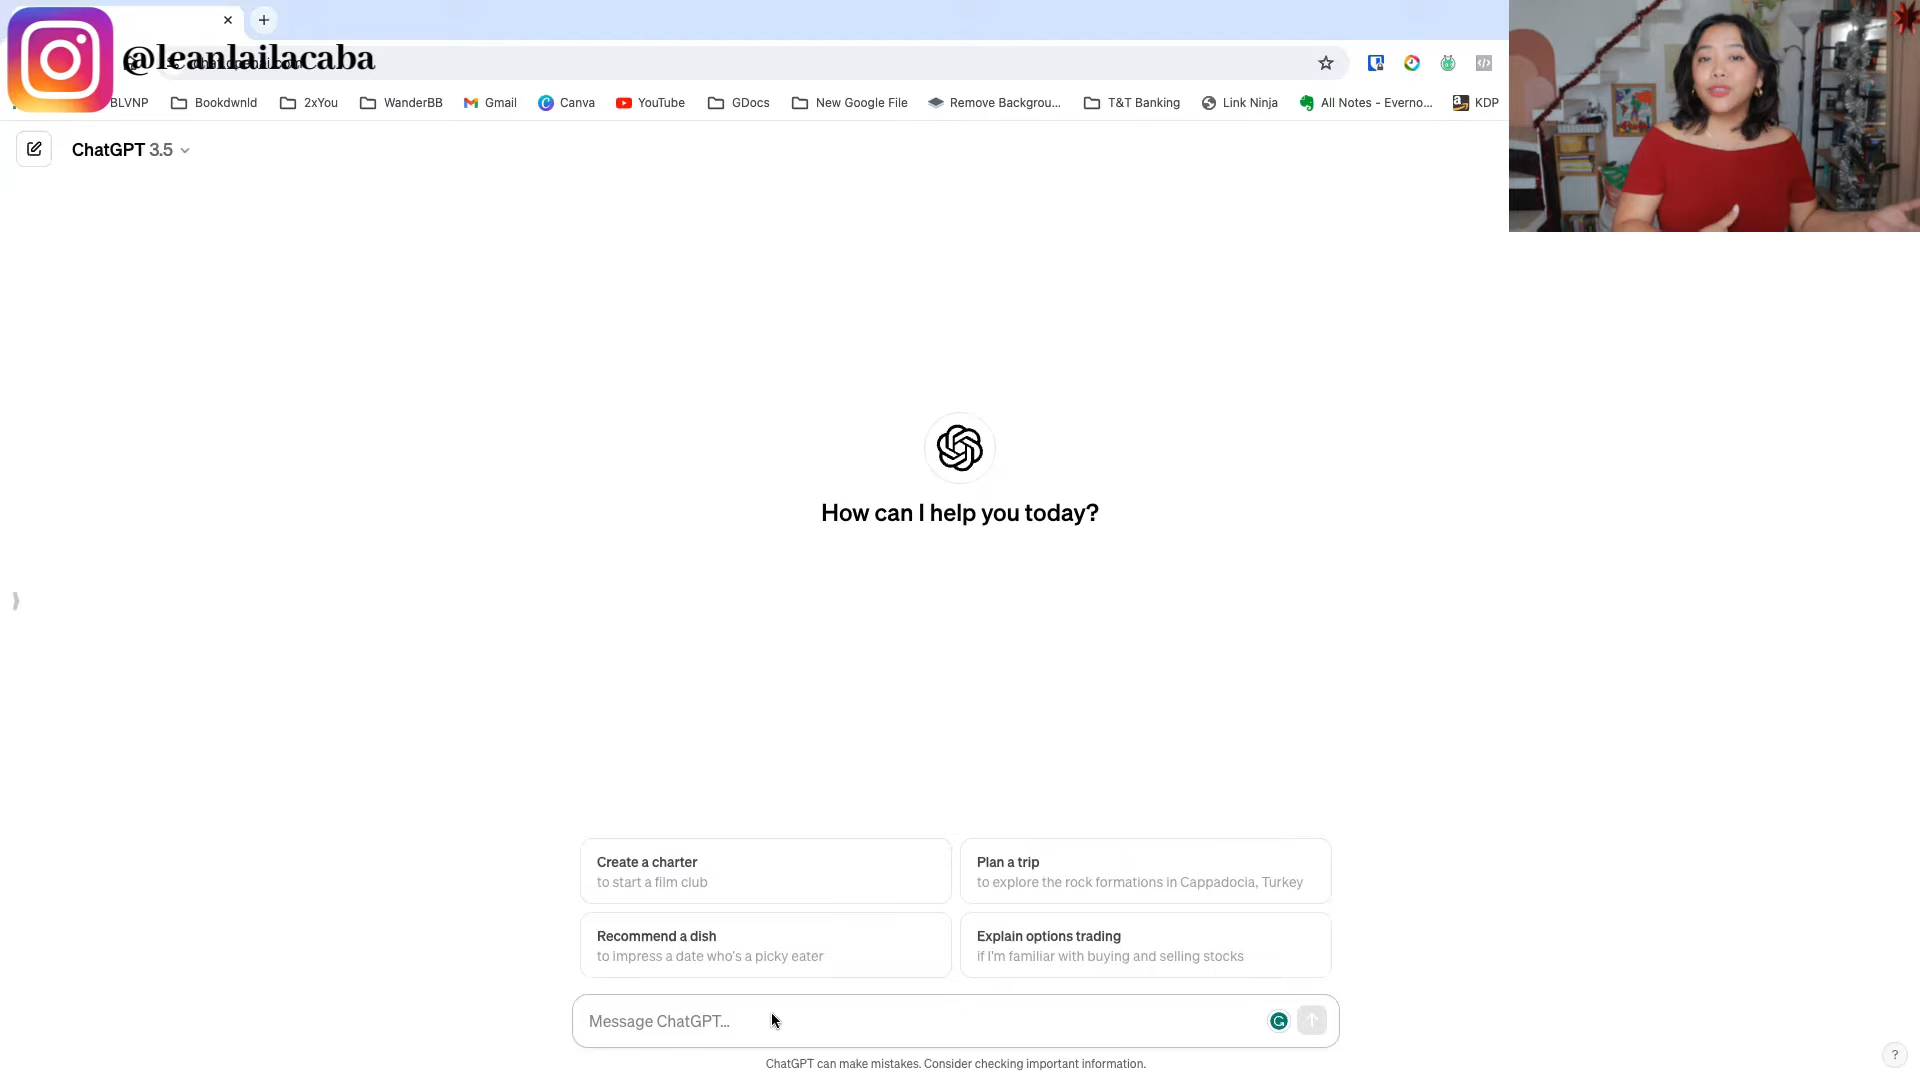 @leanlailacaba
BLVNP
Bookdwnld
2xYou
WanderBB
Gmail
Canva
YouTube
GDocs
New Google File
Remove Backgrou...
T&T Banking
Link Ninja
All Notes - Everno...
KDP
ChatGPT 3.5
How can I help you today?
Create a charter
to start a film club
Plan a trip
to explore the rock formations in Cappadocia, Turkey
Recommend a dish
to impress a date who's a picky eater
Explain options trading
if I'm familiar with buying and selling stocks
Message ChatGPT...
ChatGPT can make mistakes. Consider checking important information.
?